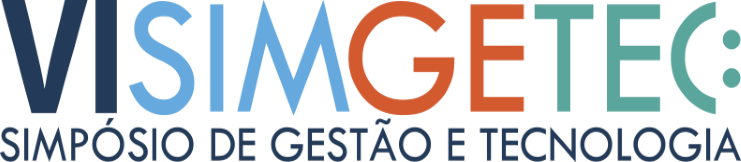 VISIMGETEC:
SIMPÓSIO DE GESTÃO E TECNOLOGIA